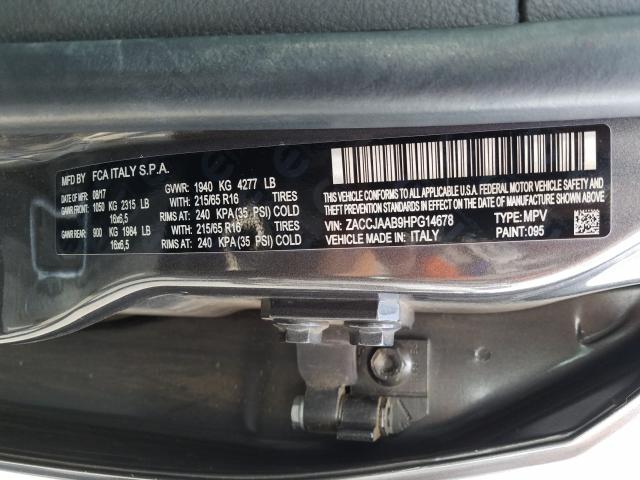 MFD BY FCA ITALY S.P.A.
DATE OF MFT: 08/17 GVWR: 1940 KG 4277 LB
GAWR FRONT: 1050 KG 2315 LB WITH 215/65 R16 TIRES
16x6,5 RIMS AT 240 KPA (35 PSI) COLD
GAWR REAR: 900 KG 1984 LB WITH 215/65 R16 TIRES
16x6,5 RIMS AT: 240 KPA (35 PSI) COLD
THIS VEHICLE CONFORMS TO ALL APPLICABLE U.S.A. FEDERAL MOTOR VEHICLE SAFETY AND
THEFT PREVENTION STANDARDS IN EFFECT ON THE DATE OF MANUFACTURE SHOWN ABOVE
VIN: ZACCJAAB9HPG14678 TYPE: MPV
VEHICLE MADE IN: ITALY PAINT: 095